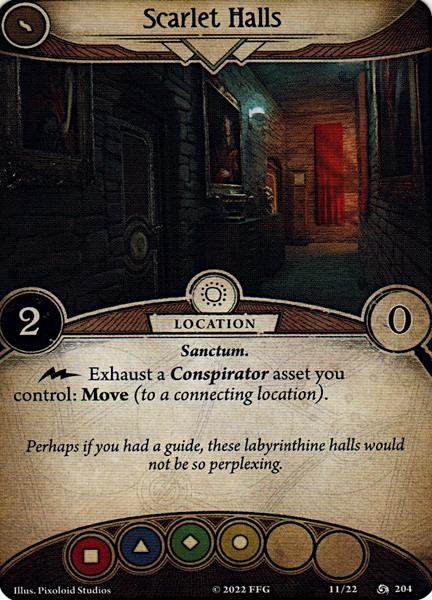 Scarlet Halls
2
LOCATION
0
Sanctum.
Exhaust a Conspirator asset you
control: Move (to a connecting location).
Perhaps if you had a guide, these labyrinthine halls would
not be so perplexing.
Illus. Pixoloid Studios © 2022 FFG 11/22 204